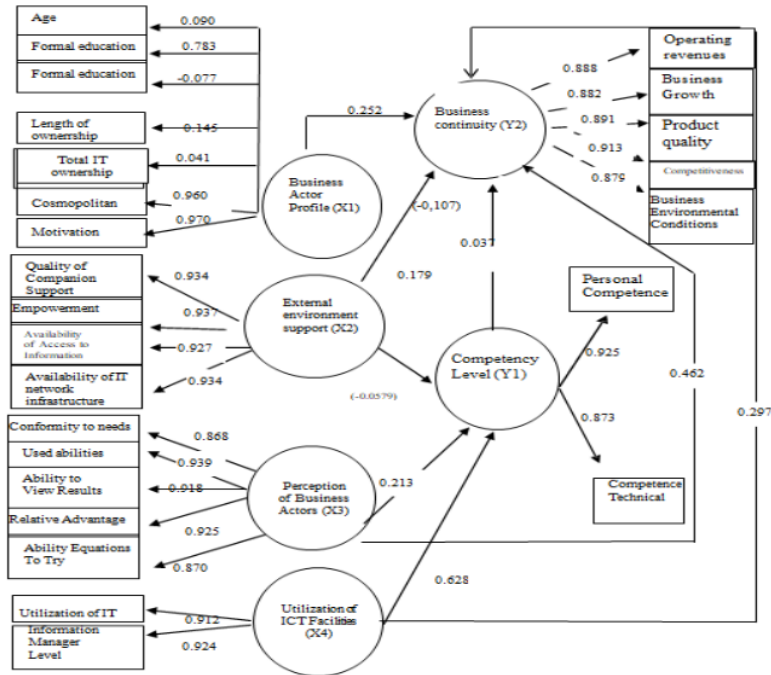 Age
0.090
Formal education
0.783
Formal education
-0.077
Length of
ownerrship
0.145
Total IT
ownership
0.041
Cosmopolitan
0.960
Motivation
0.970
Business
Actor
Profile (X1)
0.252
Business
continuity (Y2)
0.888
0.882
0.891
0.913
0.879
Operating
revenues
Business
Growth
Product
quality
Competitiveness
Business
Environmental
Conditions
Quality of
Companion
Support
0.934
Empowerment
0.937
Availability
of Access to
Information
0.927
Availability of IT
network
infrastructure
0.934
External
environment
support (X2)
(-0,107)
0.179
0.037
(-0.0579)
Competency
Level (Y1)
Personal
Competence
0.925
0.873
Competence
Technical
0.462
0.297
Conformity to needs
0.868
Used abilities
0.939
Ability to
View Results
0.918
Relative Advantage
0.925
Ability Equations
To Try
0.870
Perception
of Business
Actors (X3)
0.213
0.628
Utilization of IT
0.912
Information
Manager
Level
0.924
Utilization of
ICT Facilities
(X4)